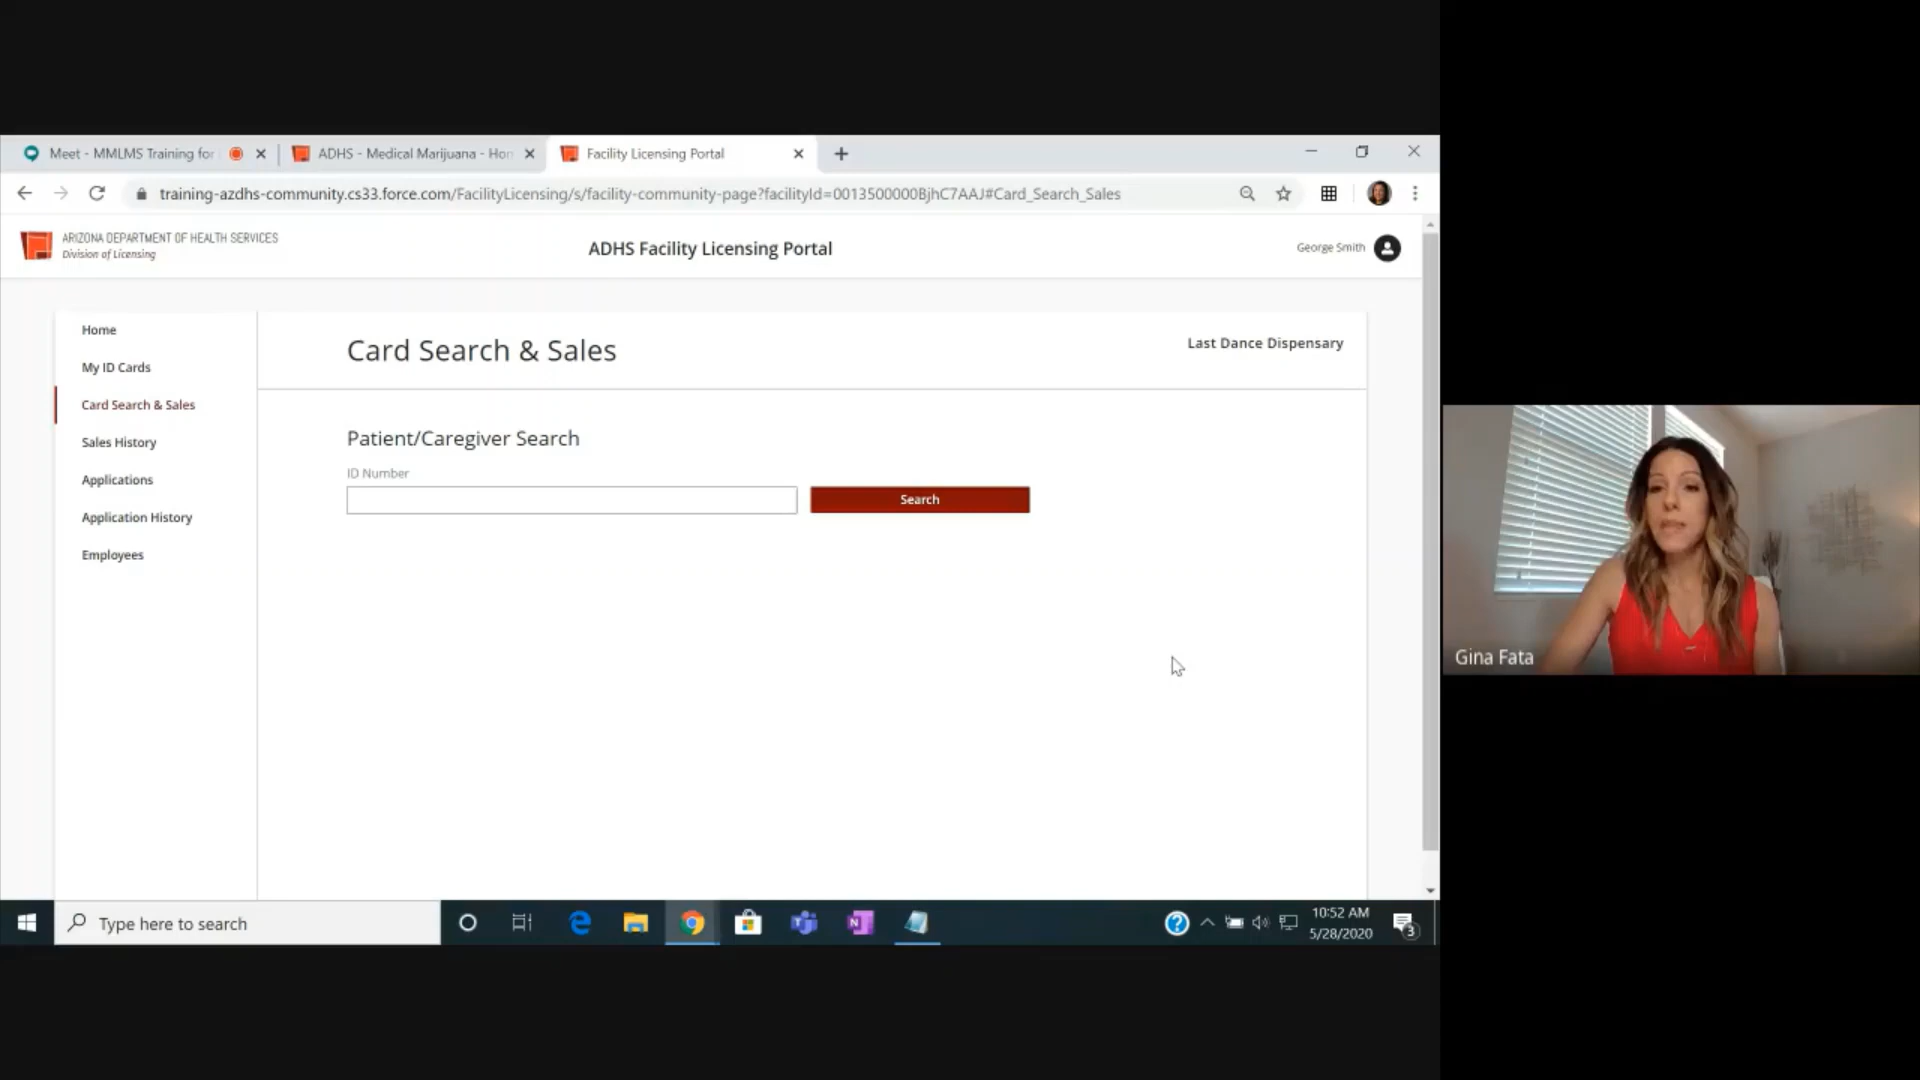 Meet - MMLMS Training for
ADHS - Medical Marijuana - Hon
Facility Licensing Portal
training-azdhs-community.cs33.force.com/FacilityLicensing/s/facility-community-page?facilityId=0013500000BjhC7AAJ#Card_Search_Sales
ARIZONA DEPARTMENT OF HEALTH SERVICES
Division of Licensing
ADHS Facility Licensing Portal
George Smith
Home
My ID Cards
Card Search & Sales
Sales History
Applications
Application History
Employees
Card Search & Sales
Last Dance Dispensary
Patient/Caregiver Search
ID Number
Search
Gina Fata
Type here to search
10:52 AM
5/28/2020
3